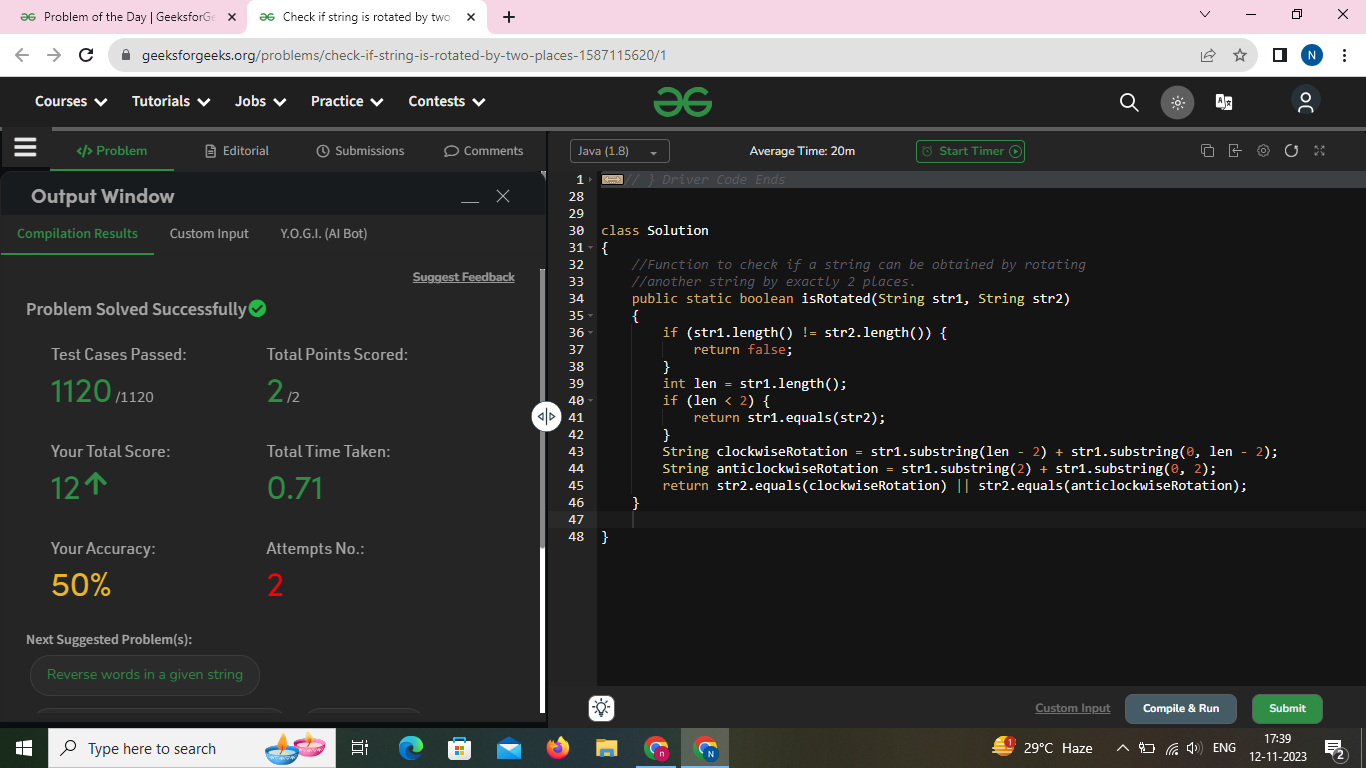 Problem of the Day | GeeksforGe
Check if string is rotated by two
geeksforgeeks.org/problems/check-if-string-is-rotated-by-two-places-1587115620/1
N
Courses Tutorials Jobs Practice Contests
</> Problem Editorial Submissions Comments
Java (1.8) Average Time: 20m Start Timer
Output Window
Compilation Results Custom Input Y.O.G.I. (AI Bot)
Suggest Feedback
Problem Solved Successfully
Test Cases Passed: Total Points Scored:
1120 /1120 2 /2
Your Total Score: Total Time Taken:
12 0.71
Your Accuracy: Attempts No.:
50% 2
Next Suggested Problem(s):
Reverse words in a given string
1 // } Driver Code Ends
28
29
30 class Solution
31 {
32 //Function to check if a string can be obtained by rotating
33 //another string by exactly 2 places.
34 public static boolean isRotated(String str1, String str2)
35 {
36 if (str1.length() != str2.length()) {
37 return false;
38 }
39 int len = str1.length();
40 if (len < 2) {
41 return str1.equals(str2);
42 }
43 String clockwiseRotation = str1.substring(len - 2) + str1.substring(0, len - 2);
44 String anticlockwiseRotation = str1.substring(2) + str1.substring(0, 2);
45 return str2.equals(clockwiseRotation) || str2.equals(anticlockwiseRotation);
46 }
47
48 }
Custom Input Compile & Run Submit
Type here to search
n
N
1
29°C Haze
ENG
17:39
12-11-2023
2